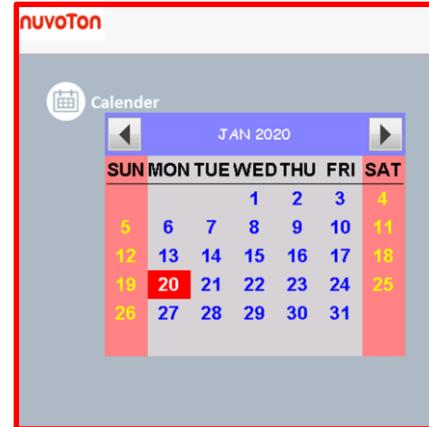 nuvoTon
Calender
JAN 2020
SUN MON TUE WED THU FRI SAT
1 2 3 4
5 6 7 8 9 10 11
12 13 14 15 16 17 18
19 20 21 22 23 24 25
26 27 28 29 30 31